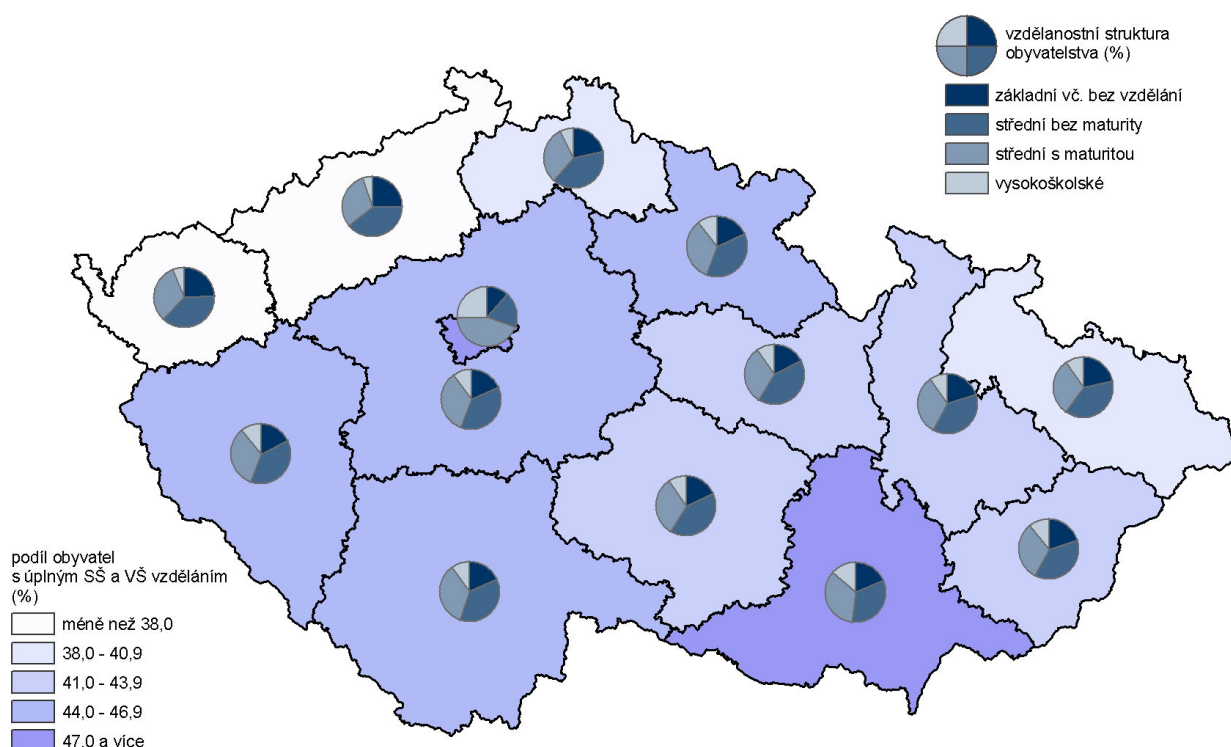 vzdělanostní struktura
obyvatelstva (%)
základní vč. bez vzdělání
střední bez maturity
střední s maturitou
vysokoškolské
podíl obyvatel
s úplným SŠ a VŠ vzděláním
(%)
méně než 38,0
38,0 - 40,9
41,0 - 43,9
44,0 - 46,9
47,0 a více